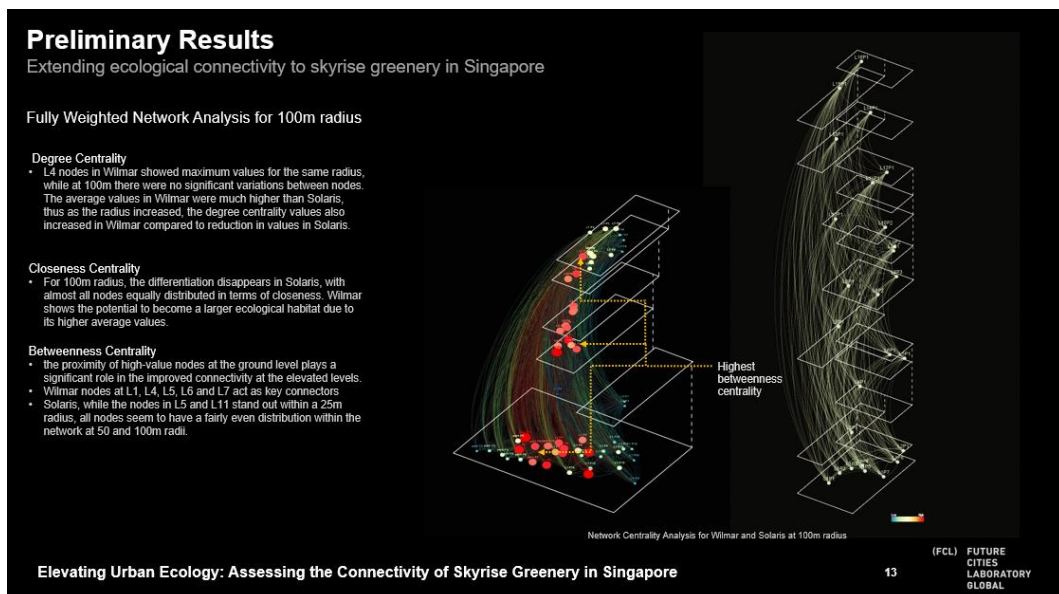 Preliminary Results
Extending ecological connectivity to skyrise greenery in Singapore
Fully Weighted Network Analysis for 100m radius
Degree Centrality
• L4 nodes in Wilmar showed maximum values for the same radius,
while at 100m there were no significant variations between nodes.
The average values in Wilmar were much higher than Solaris,
thus as the radius increased, the degree centrality values also
increased in Wilmar compared to reduction in values in Solaris.
Closeness Centrality
• For 100m radius, the differentiation disappears in Solaris, with
almost all nodes equally distributed in terms of closeness. Wilmar
shows the potential to become a larger ecological habitat due to
its higher average values.
Betweenness Centrality
• the proximity of high-value nodes at the ground level plays a
significant role in the improved connectivity at the elevated levels.
• Wilmar nodes at L1, L4, L5, L6 and L7 act as key connectors
• Solaris, while the nodes in L5 and L11 stand out within a 25m
radius, all nodes seem to have a fairly even distribution within the
network at 50 and 100m radii.
Highest
betweenness
centrality
Network Centrality Analysis for Wilmar and Solaris at 100m radius
Elevating Urban Ecology: Assessing the Connectivity of Skyrise Greenery in Singapore
13
(FCL) FUTURE
CITIES
LABORATORY
GLOBAL